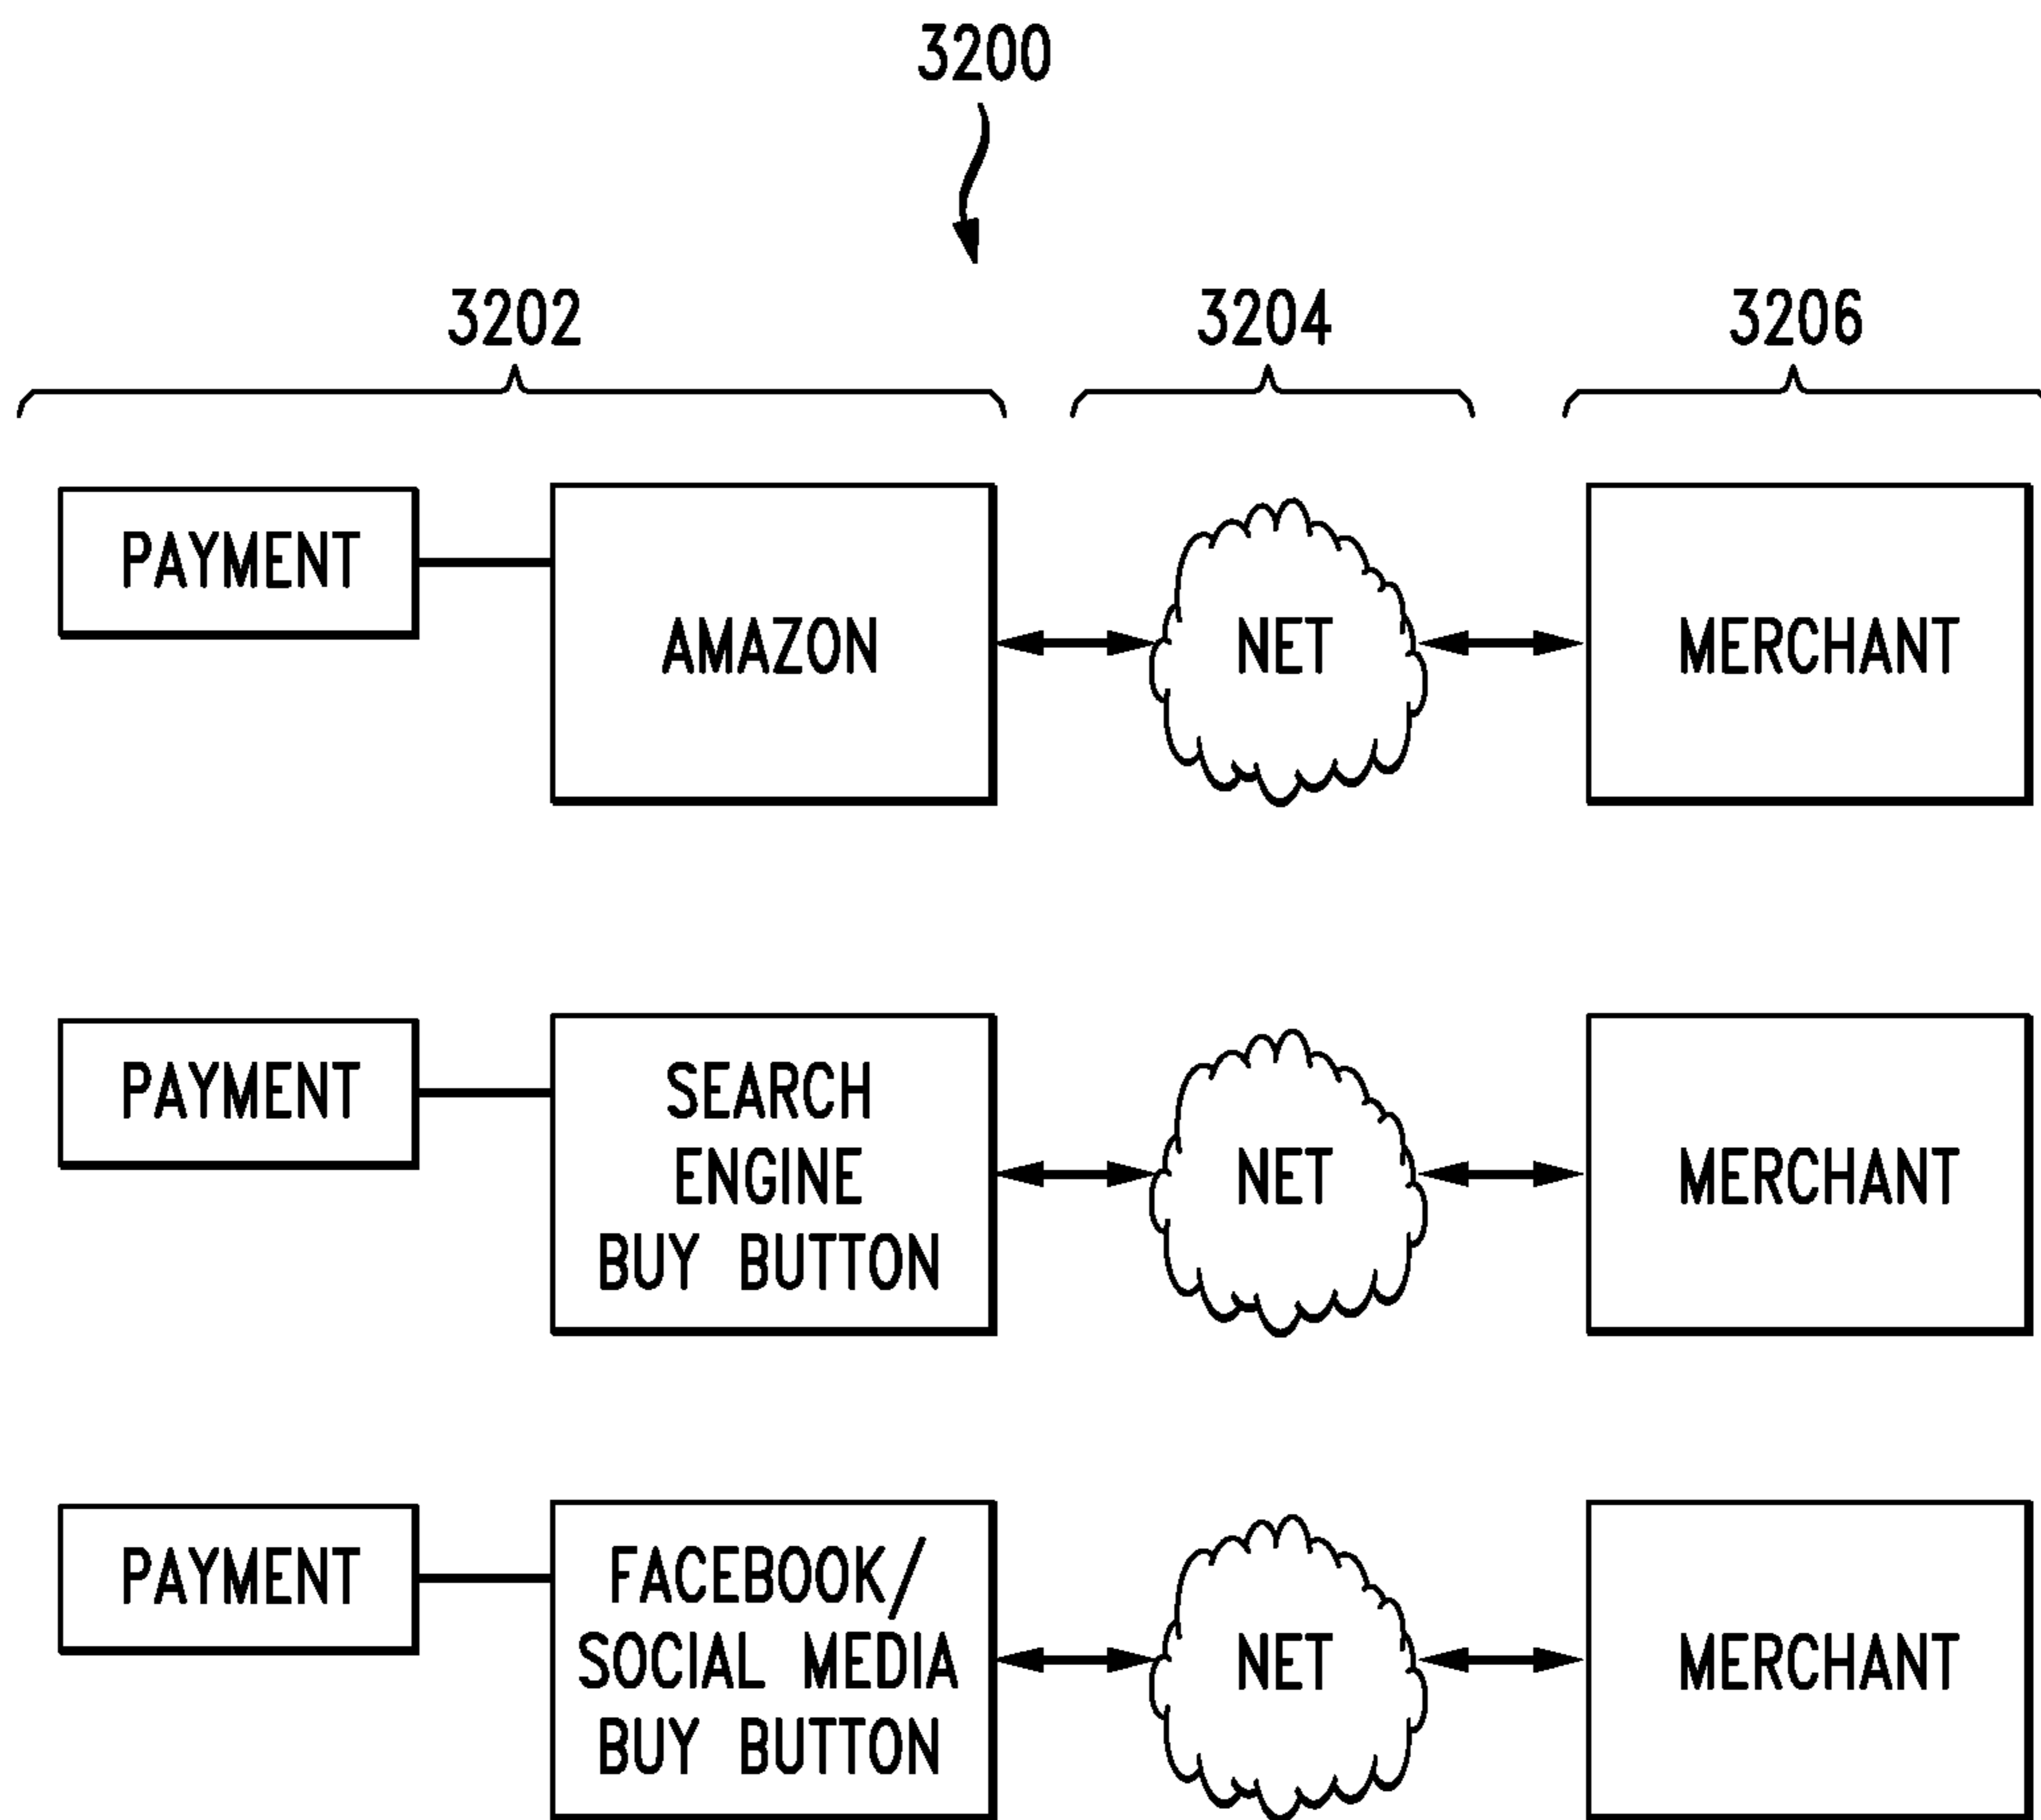 3200
3202
3204
3206
PAYMENT
AMAZON
NET
MERCHANT
PAYMENT
SEARCH
ENGINE
BUY BUTTON
NET
MERCHANT
PAYMENT
FACEBOOK/
SOCIAL MEDIA
BUY BUTTON
NET
MERCHANT